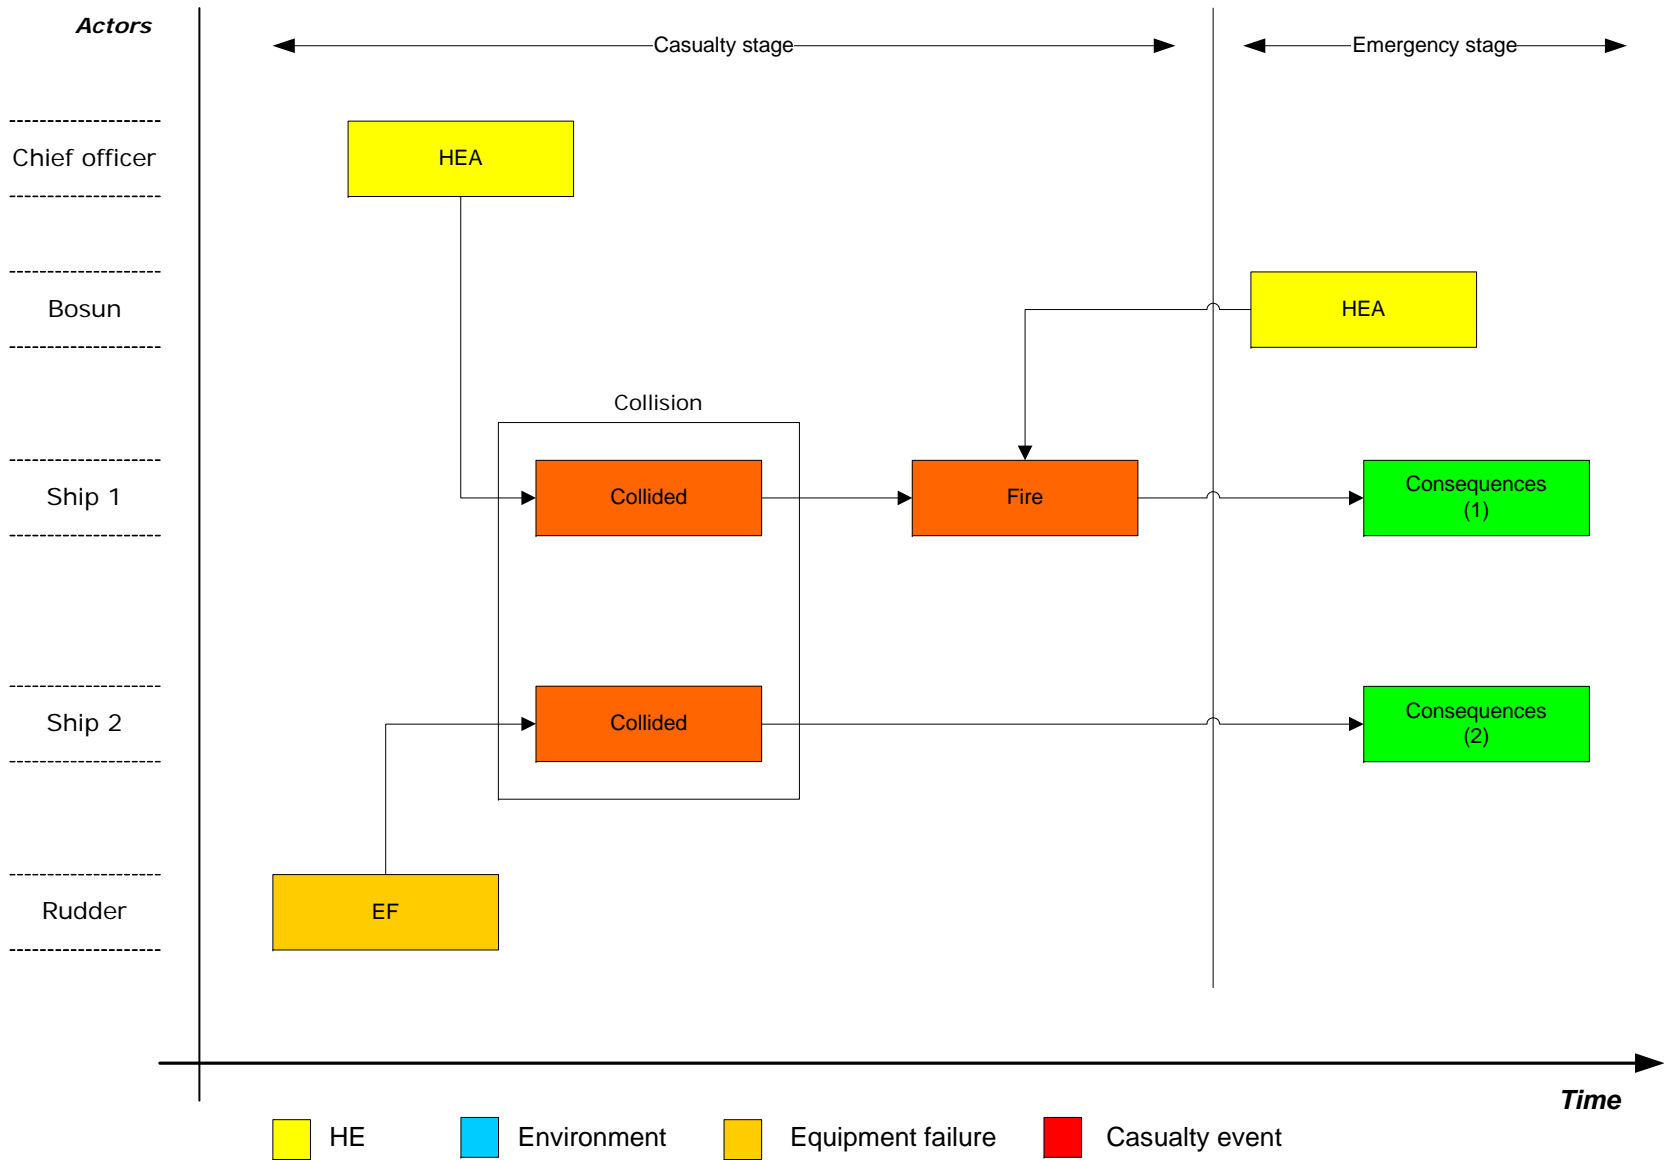 Actors
Casualty stage
Emergency stage
Chief officer
HEA
Bosun
HEA
Collision
Ship 1
Collided
Fire
Consequences
(1)
Ship 2
Collided
Consequences
(2)
Rudder
EF
Time
HE
Environment
Equipment failure
Casualty event